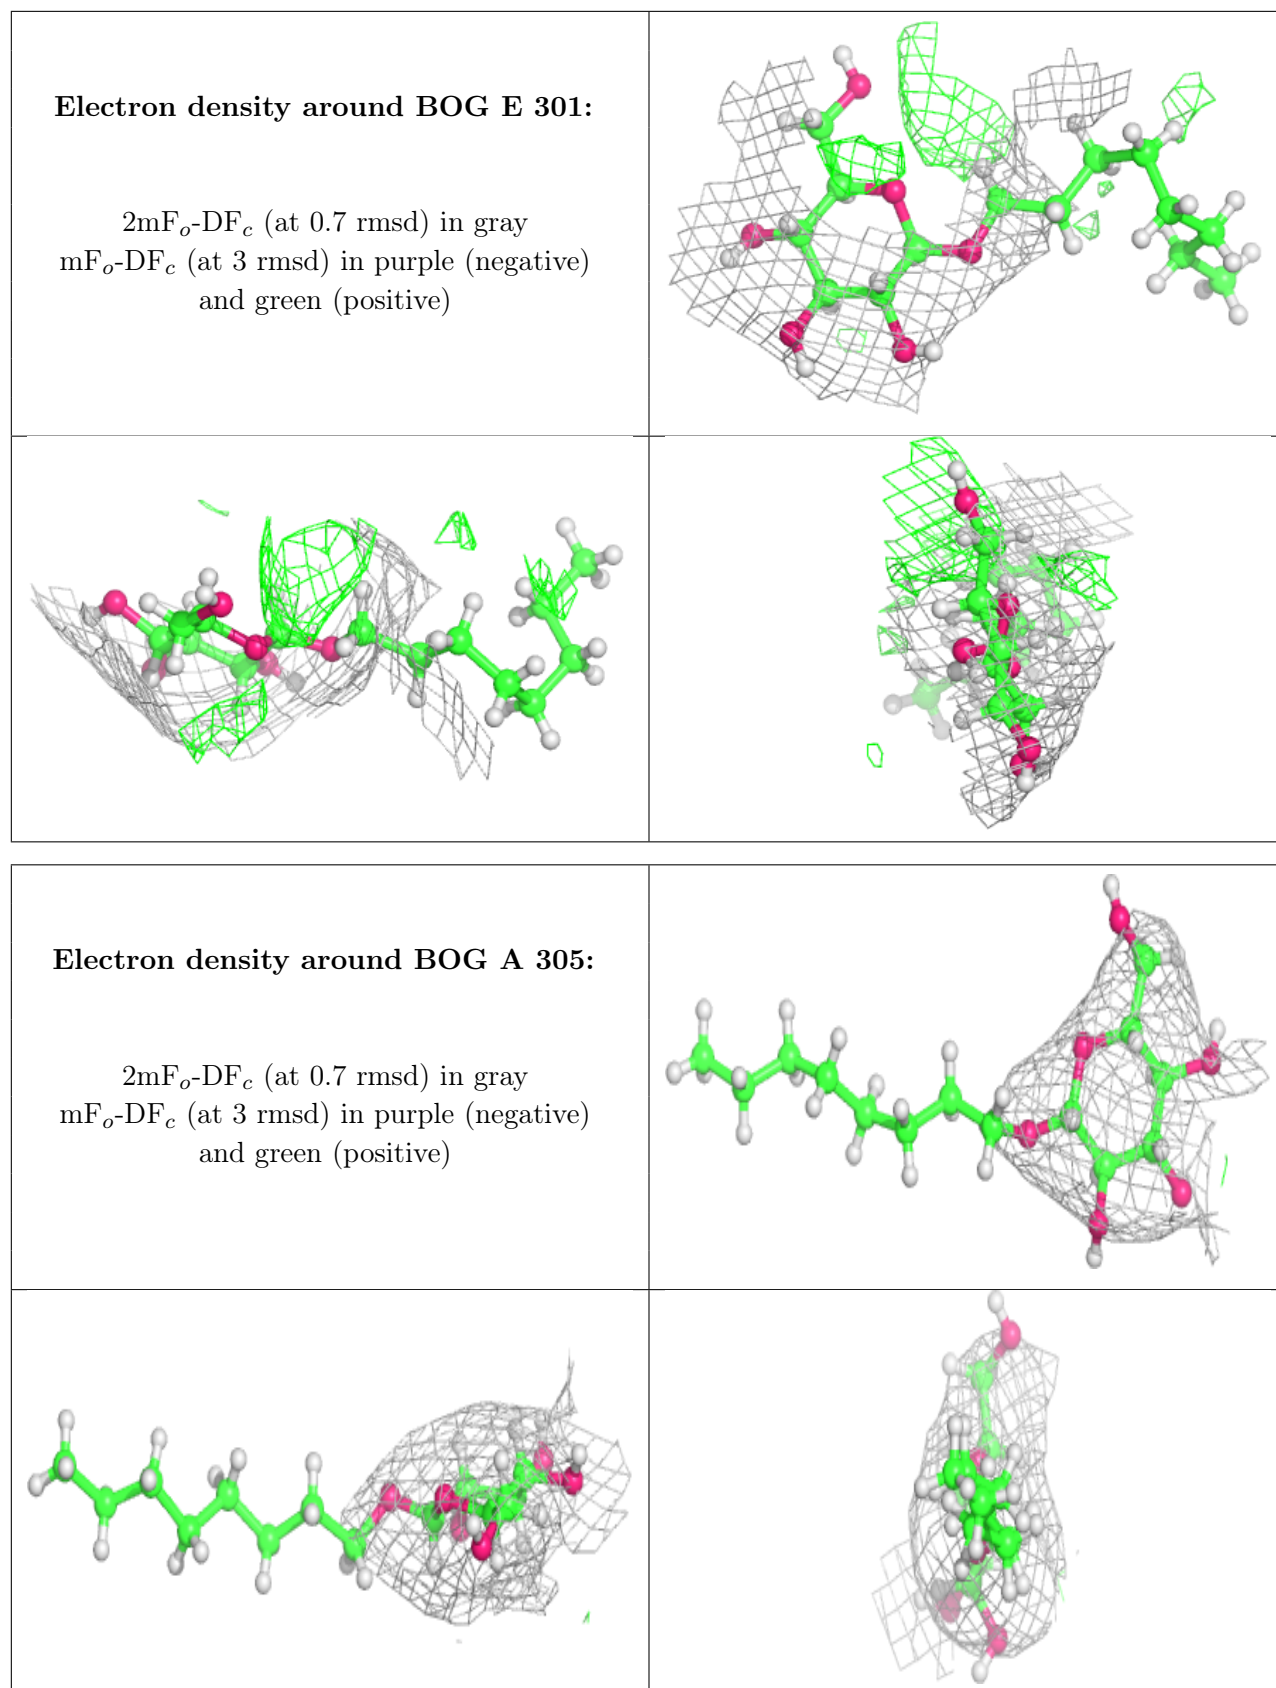 Electron density around BOG E 301:
2mFo-DFc (at 0.7 rmsd) in gray
mFo-DFc (at 3 rmsd) in purple (negative)
and green (positive)
Electron density around BOG A 305:
2mFo-DFc (at 0.7 rmsd) in gray
mFo-DFc (at 3 rmsd) in purple (negative)
and green (positive)